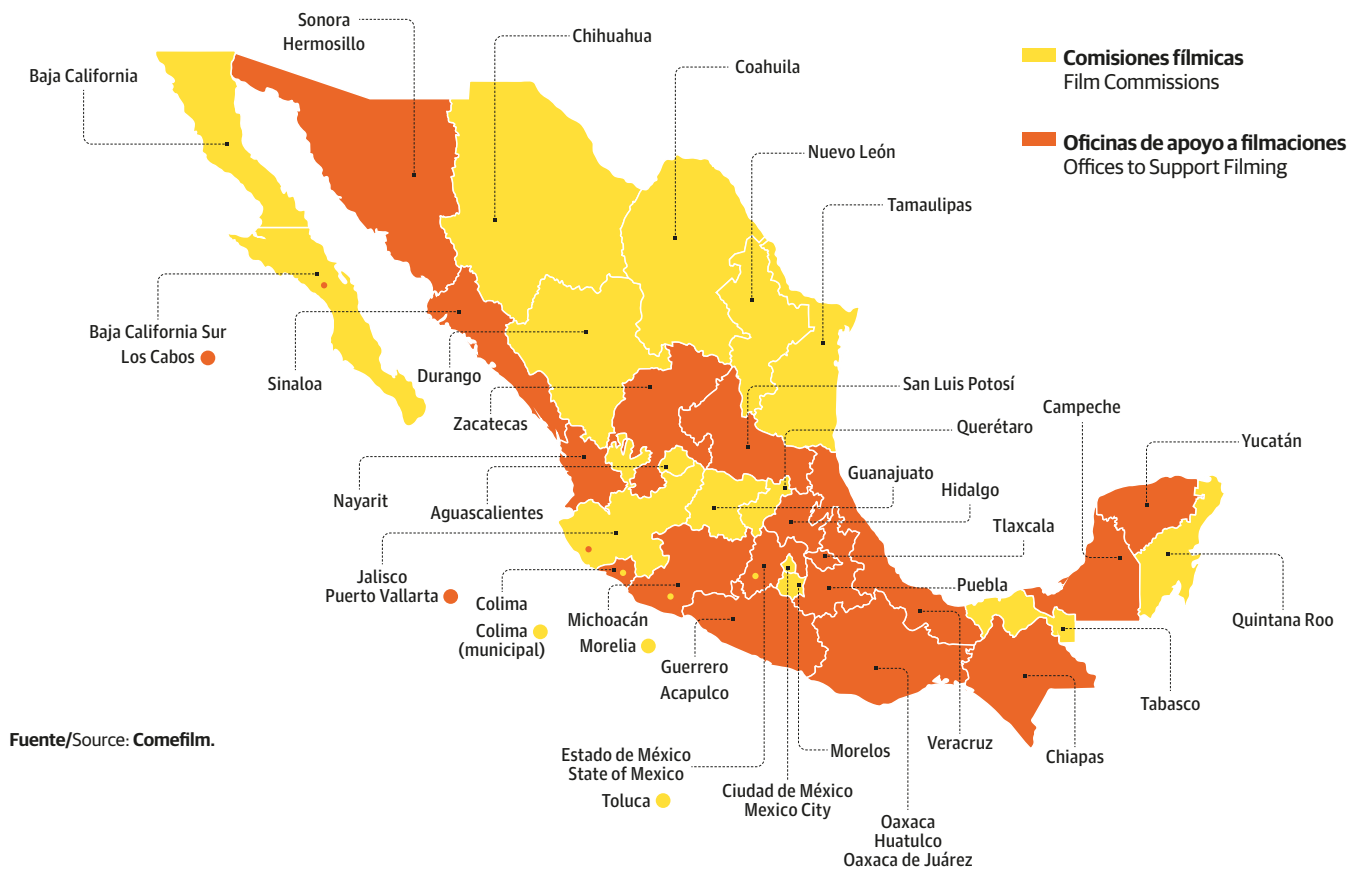 Sonora
Hermosillo
Chihuahua
Coahuila
Baja California
Nuevo León
Tamaulipas
Comisiones fílmicas
Film Commissions
Oficinas de apoyo a filmaciones
Offices to Support Filming
Baja California Sur
Los Cabos
Sinaloa
Durango
Zacatecas
San Luis Potosí
Querétaro
Campeche
Yucatán
Nayarit
Aguascalientes
Guanajuato
Hidalgo
Tlaxcala
Jalisco
Puerto Vallarta
Colima
Colima
(municipal)
Michoacán
Morelia
Guerrero
Acapulco
Puebla
Quintana Roo
Tabasco
Fuente/Source: Comefilm.
Estado de México
State of Mexico
Toluca
Ciudad de México
Mexico City
Morelos
Veracruz
Chiapas
Oaxaca
Huatulco
Oaxaca de Juárez